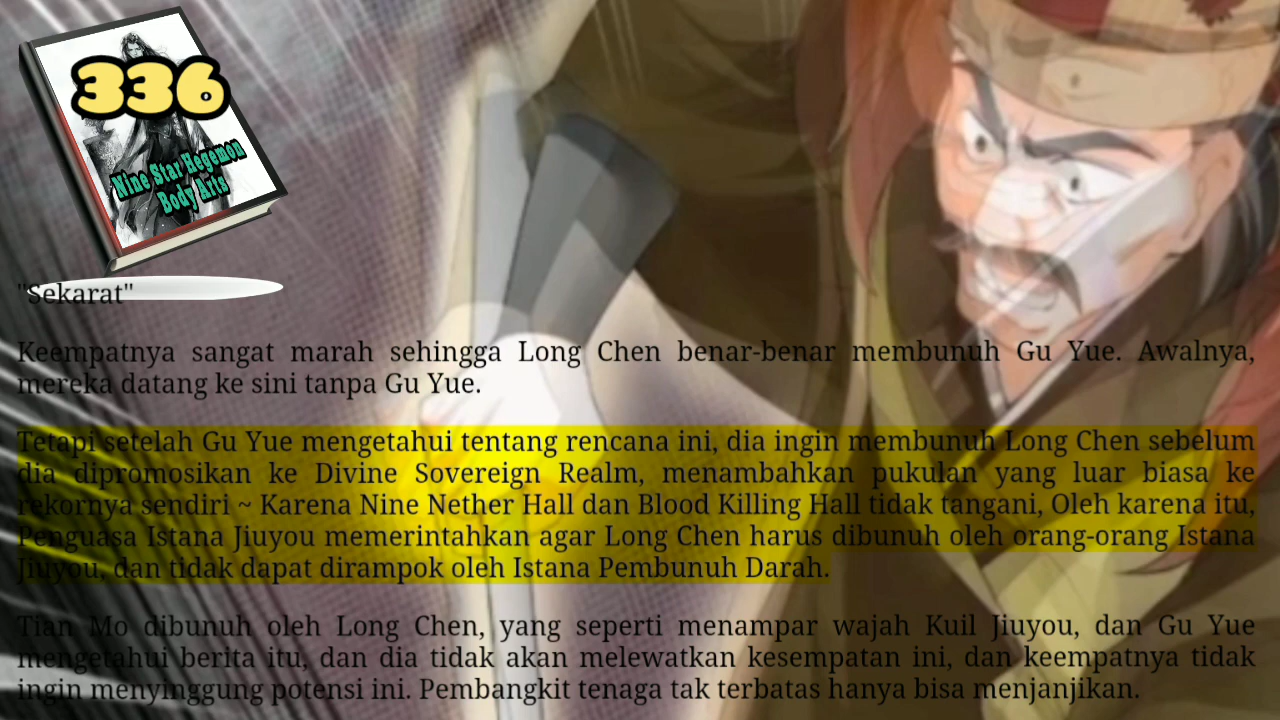 336
Nine Star Hegemon
Body Arts
"Sekarat"
Keempatnya sangat marah sehingga Long Chen benar-benar membunuh Gu Yue. Awalnya,
mereka datang ke sini tanpa Gu Yue.
Tetapi setelah Gu Yue mengetahui tentang rencana ini, dia ingin membunuh Long Chen sebelum
dia dipromosikan ke Divine Sovereign Realm, menambahkan pukulan yang luar biasa ke
rekornya sendiri ~ Karena Nine Nether Hall dan Blood Killing Hall tidak tangani, Oleh karena itu,
Penguasa Istana Jiuyou memerintahkan agar Long Chen harus dibunuh oleh orang-orang Istana
Jiuyou, dan tidak dapat dirampok oleh Istana Pembunuh Darah.
Tian Mo dibunuh oleh Long Chen, yang seperti menampar wajah Kuil Jiuyou, dan Gu Yue
mengetahui berita itu, dan dia tidak akan melewatkan kesempatan ini, dan keempatnya tidak
ingin menyinggung potensi ini. Pembangkit tenaga tak terbatas hanya bisa menjanjikan.